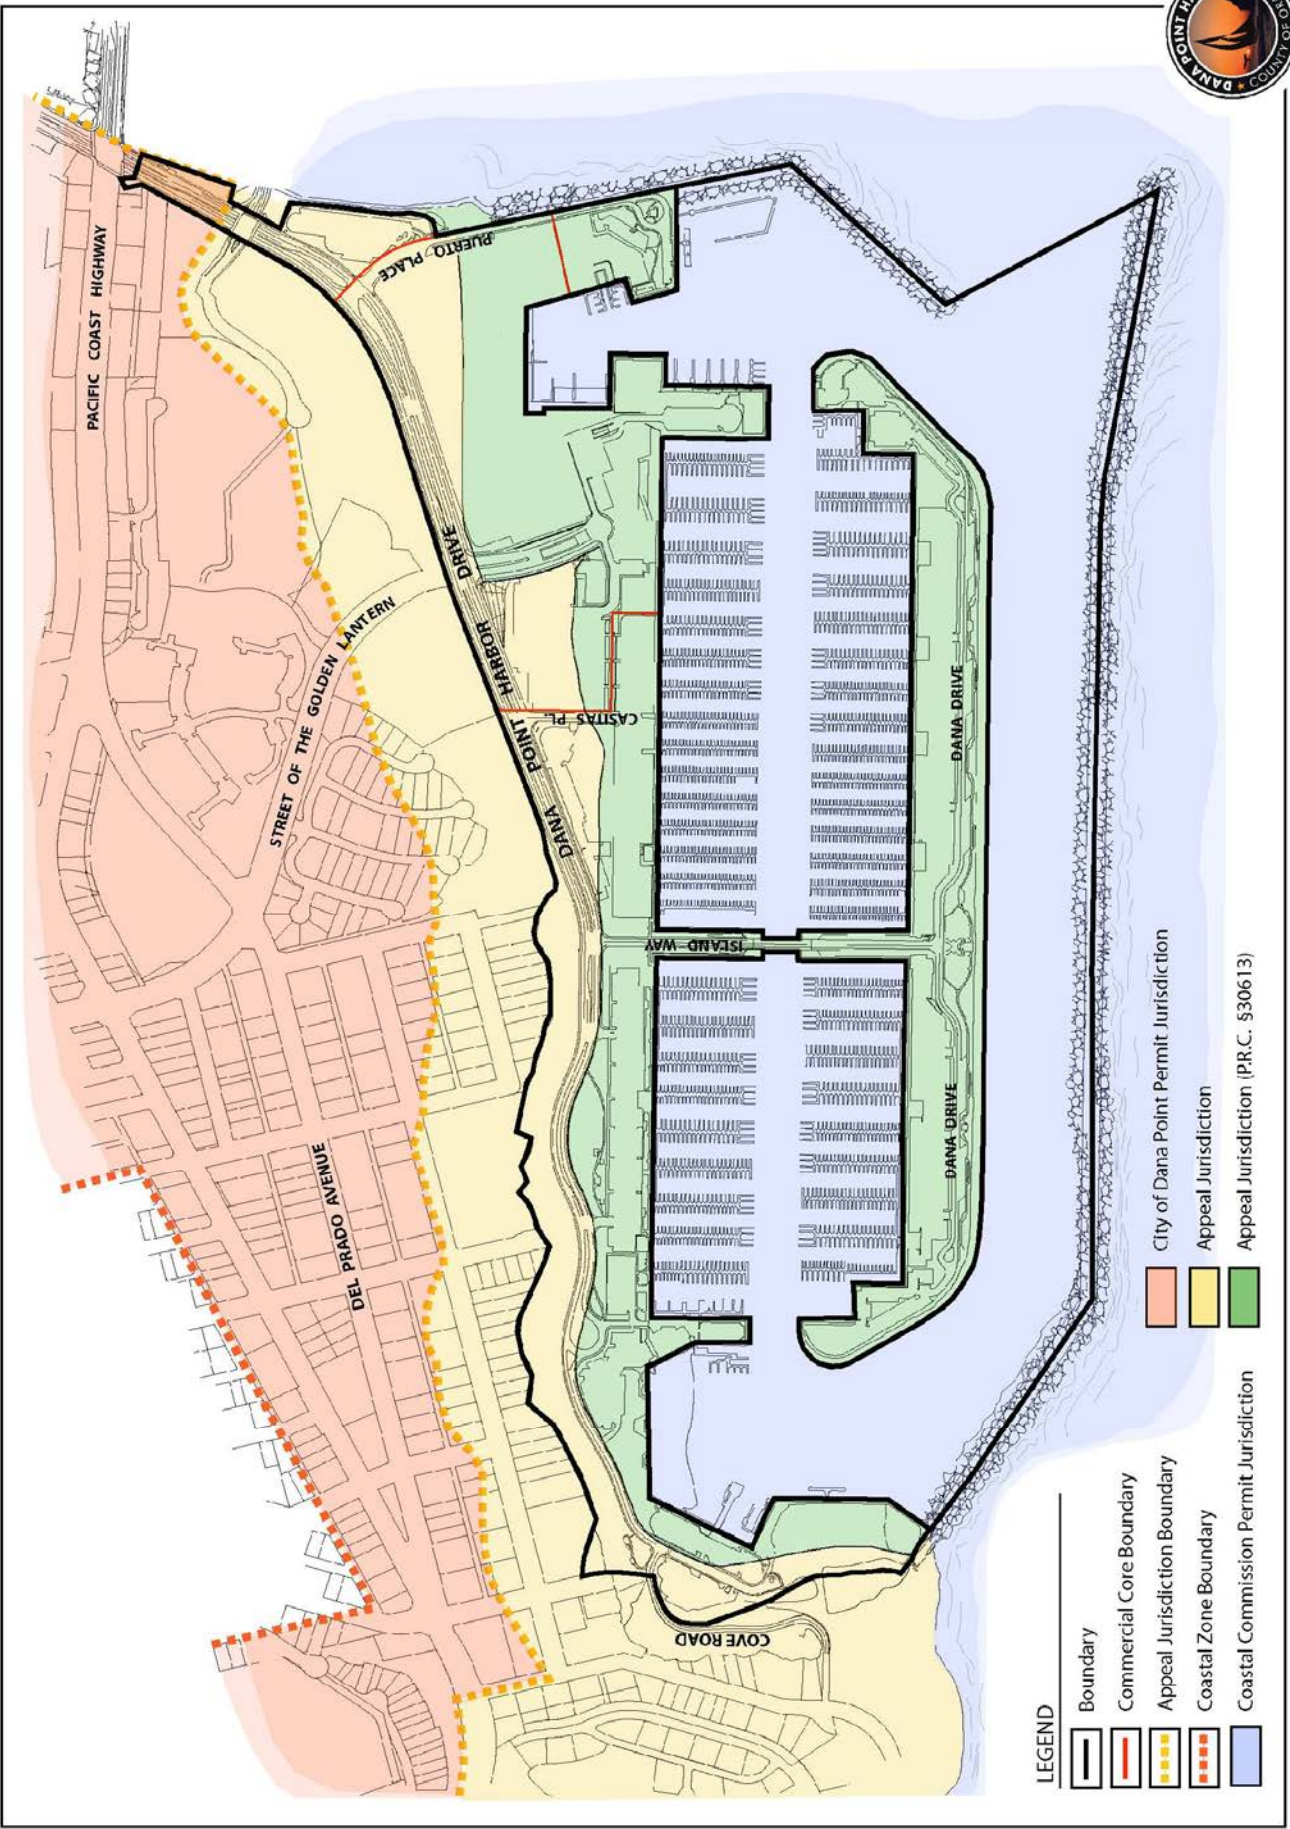 PACIFIC COAST HIGHWAY
STREET OF THE GOLDEN LANTERN
DEL PRADO AVENUE
DANA POINT HARBOR DRIVE
PUERTO PLACE
CASITAS PL.
ISLAND WAY
DANA DRIVE
DANA DRIVE
COVE ROAD
LEGEND
Boundary
Commercial Core Boundary
Appeal Jurisdiction Boundary
Coastal Zone Boundary
Coastal Commission Permit Jurisdiction
City of Dana Point Permit Jurisdiction
Appeal Jurisdiction
Appeal Jurisdiction (P.R.C. §30613)
DANA POINT
COUNTY OF